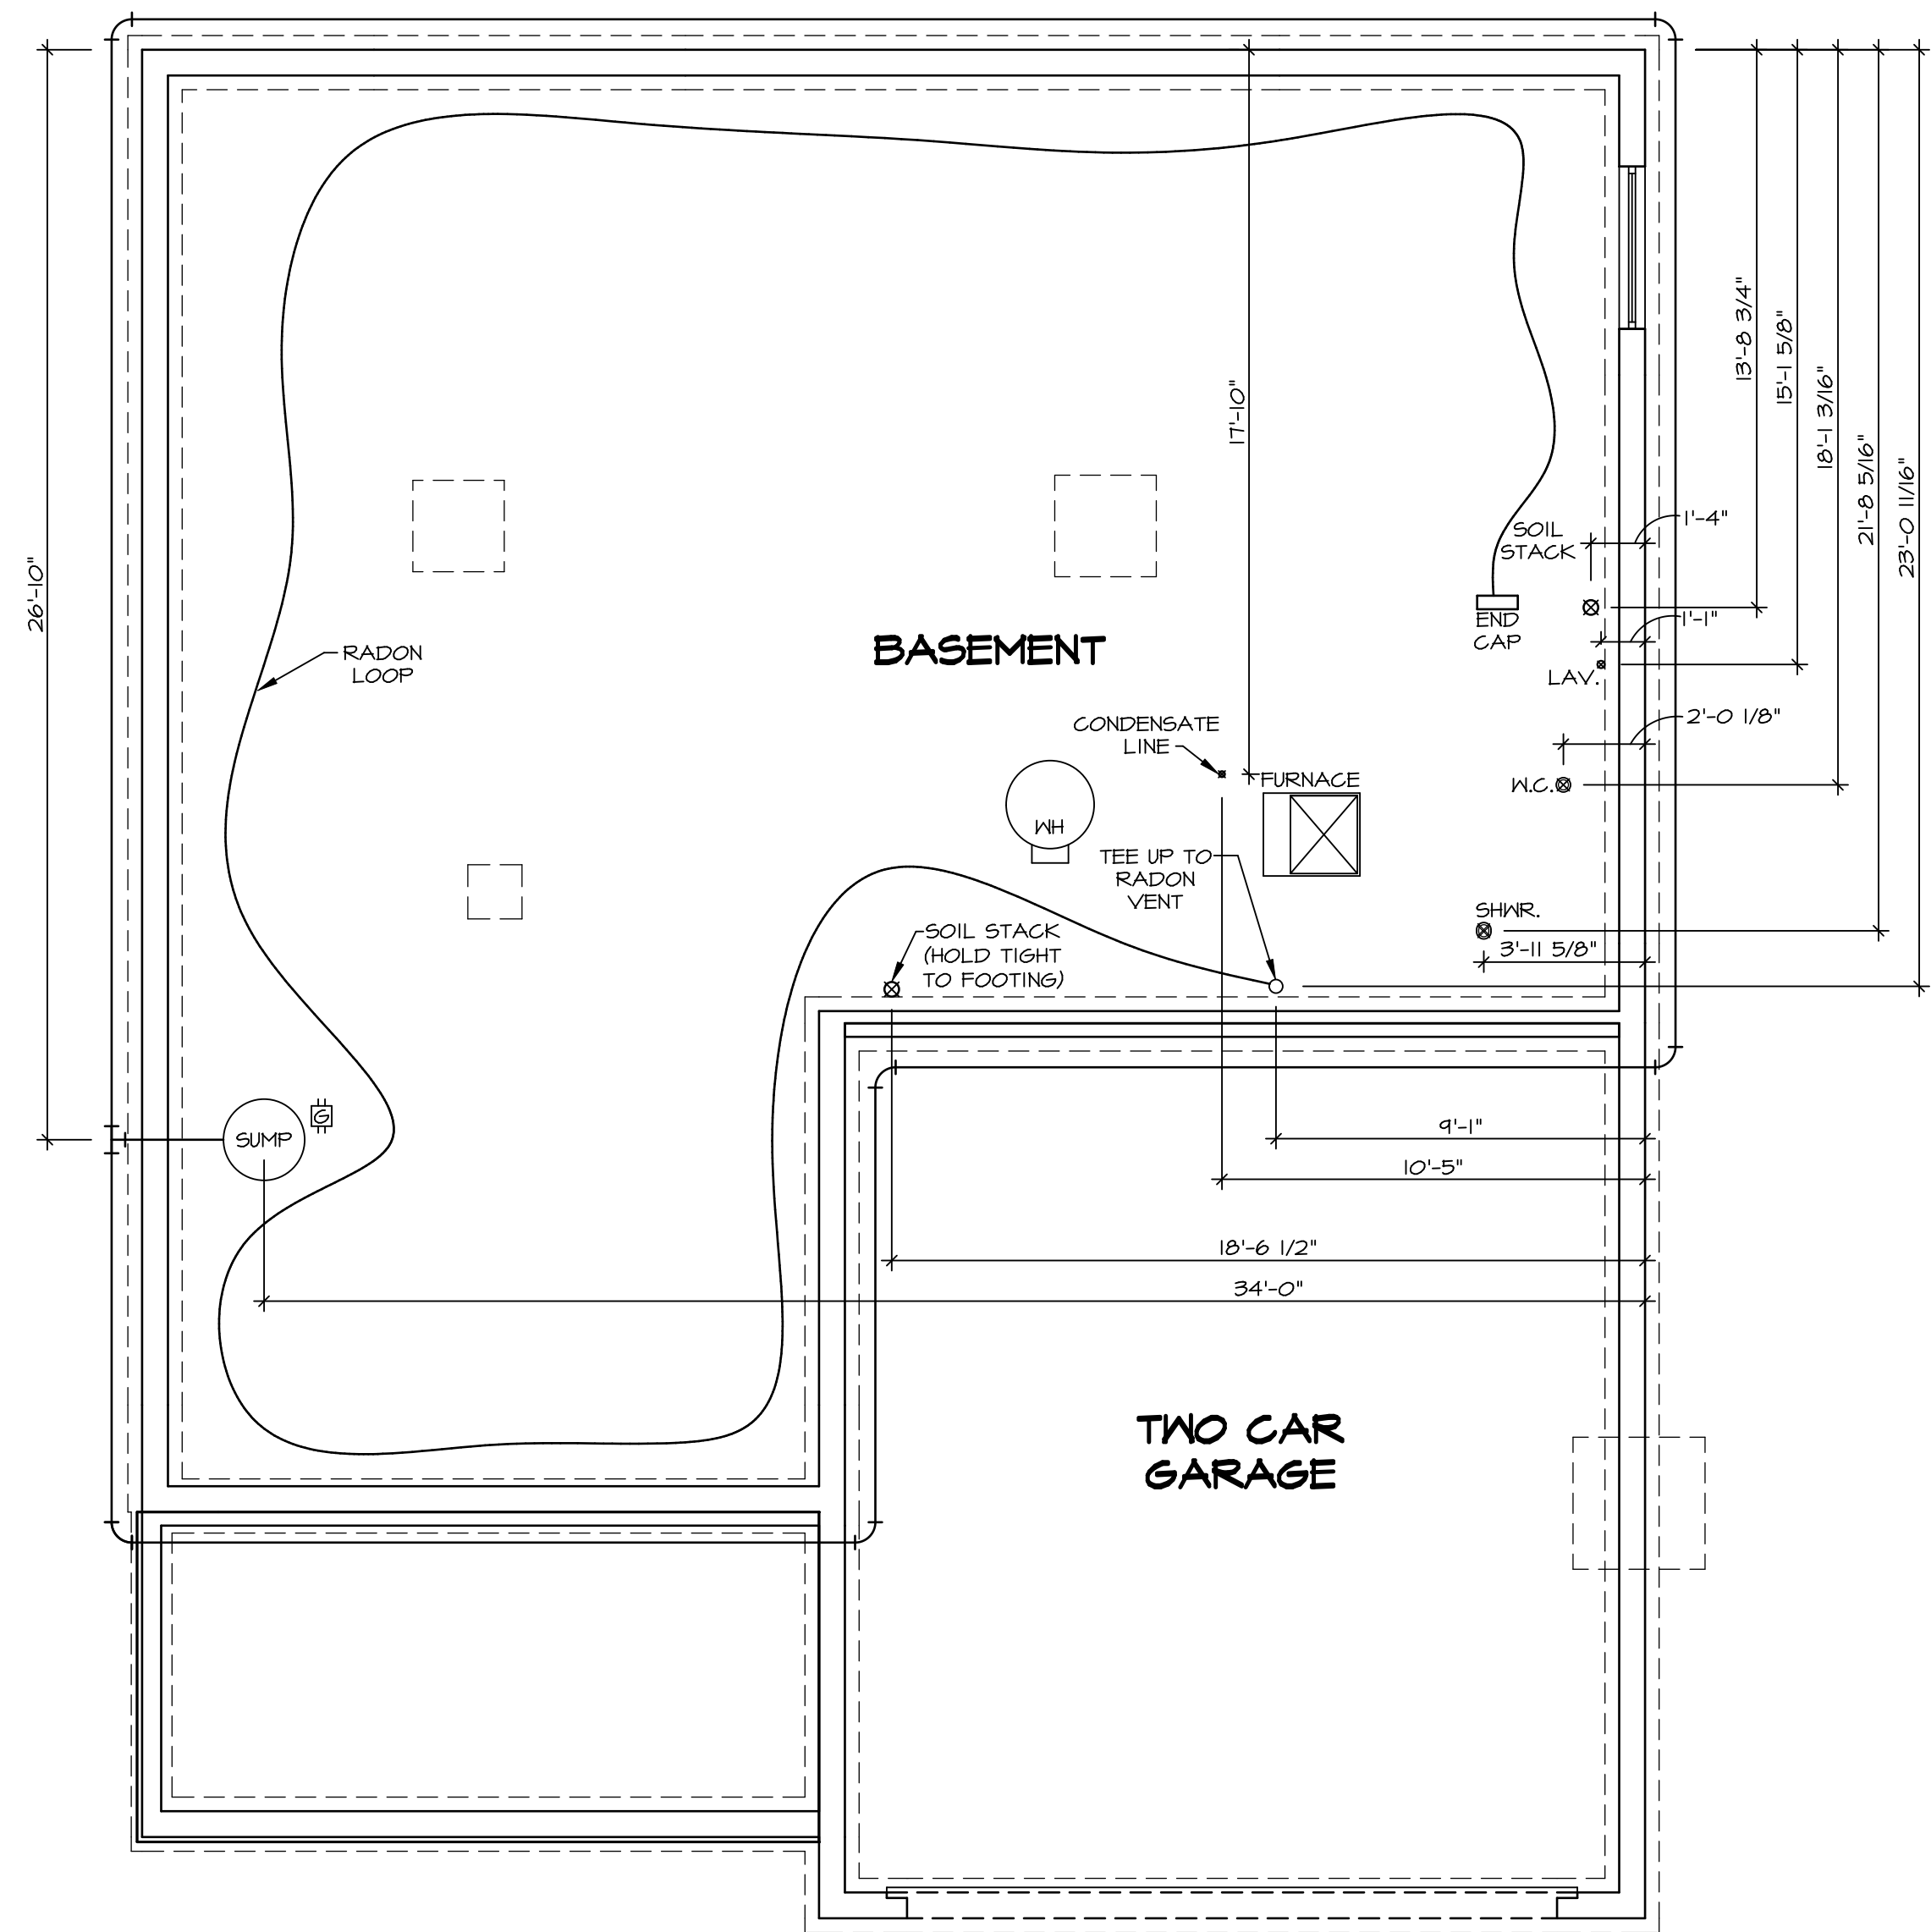 13'-8 3/4"
15'-1 5/8"
18'-1 3/16"
21'-8 5/16"
23'-0 11/16"
17'-10"
26'-10"
SOIL
STACK
1'-4"
END
CAP
1'-1"
LAV.
BASEMENT
RADON
LOOP
2'-0 1/8"
CONDENSATE
LINE
FURNACE
W.C.
WH
TEE UP TO
RADON
VENT
SHWR.
3'-11 5/8"
SOIL STACK
(HOLD TIGHT
TO FOOTING)
G
SUMP
9'-1"
10'-5"
18'-6 1/2"
34'-0"
TWO CAR
GARAGE